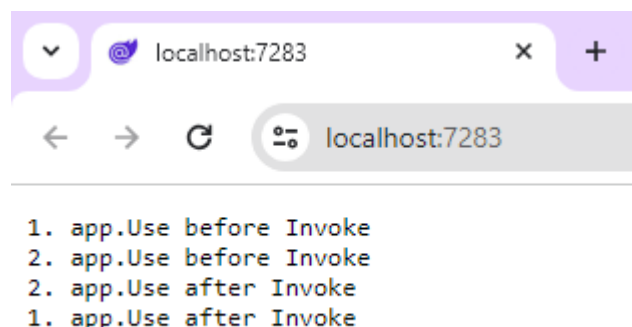 localhost:7283
localhost:7283
1. app.Use before Invoke
2. app.Use before Invoke
2. app.Use after Invoke
1. app.Use after Invoke